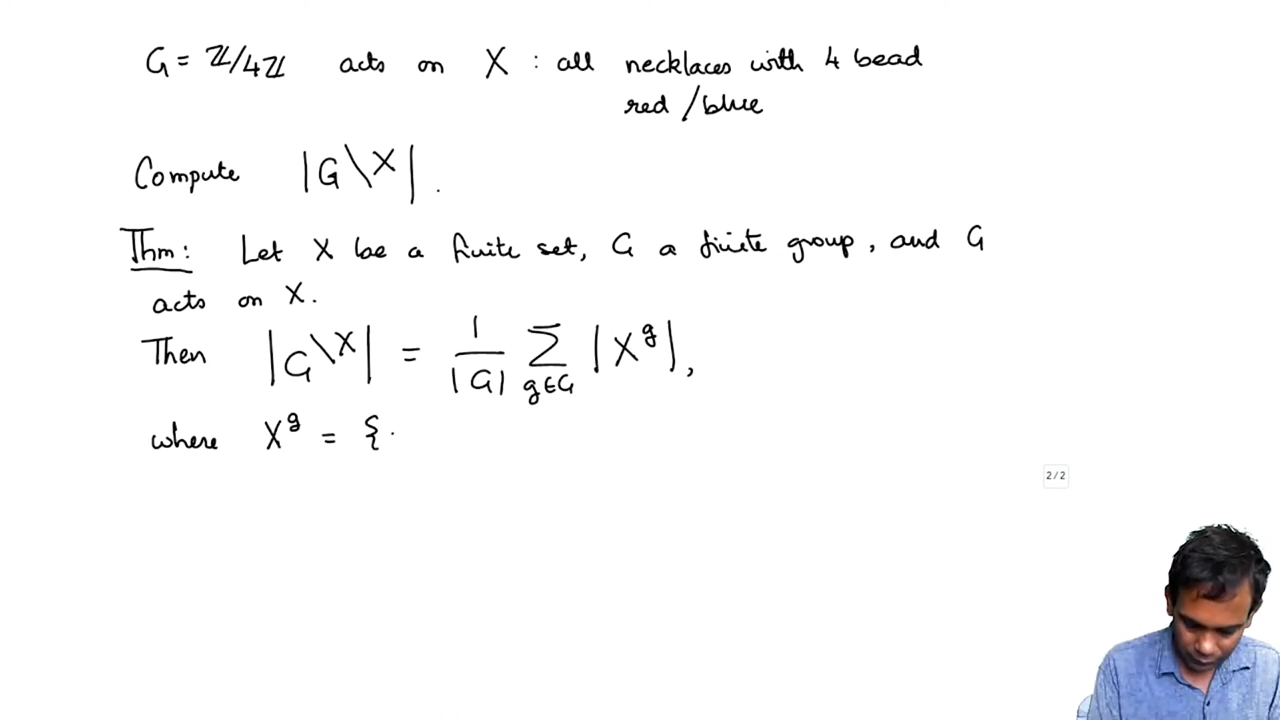 G = ℤ/4ℤ acts on X : all necklaces with 4 bead
red / blue
Compute |G\X| .
Thm: Let X be a finite set, G a finite group, and G
acts on X.
Then |G\X| = 1/|G| ∑_{g∈G} |X^g| ,
where X^g = { ·
2/2